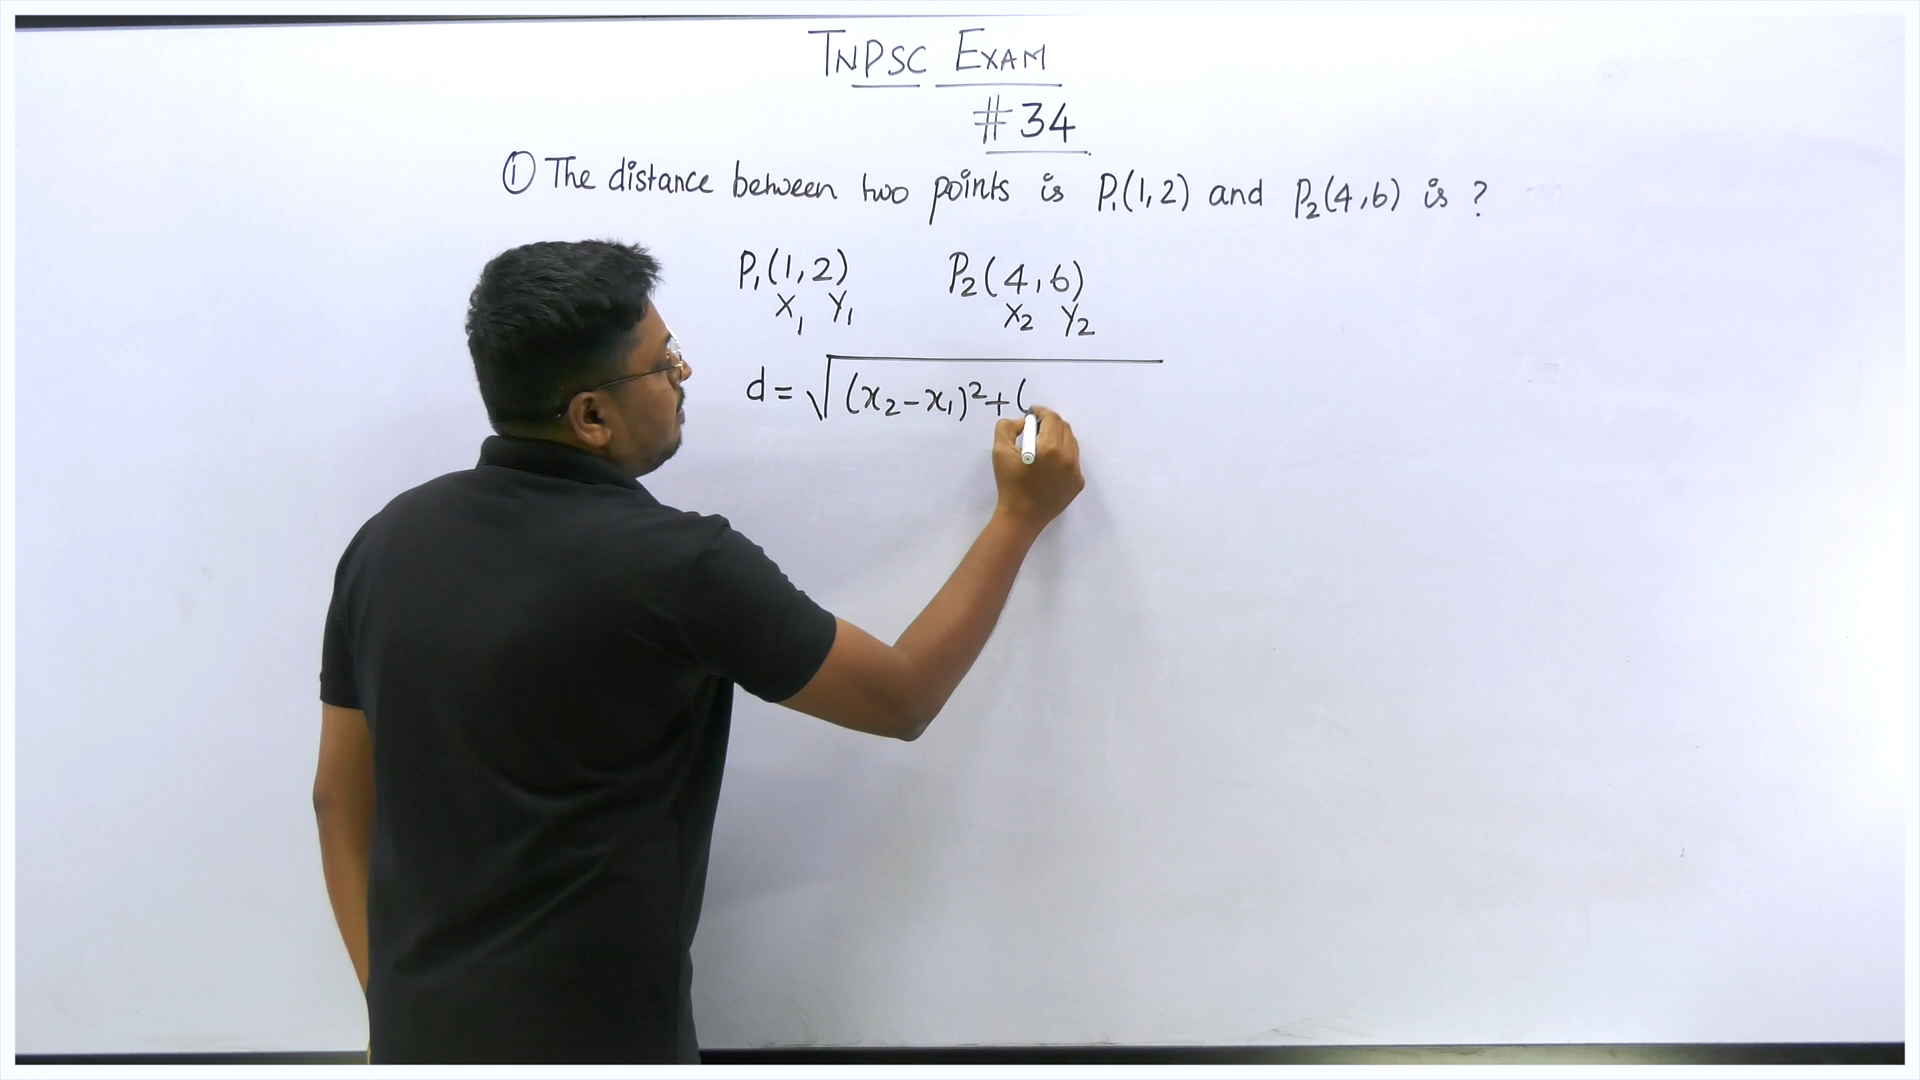 TNPSC EXAM
#34
① The distance between two points is P₁(1,2) and P₂(4,6) is ?
P₁(1,2) P₂(4,6)
X₁ Y₁ X₂ Y₂
d = √(x₂-x₁)²+(